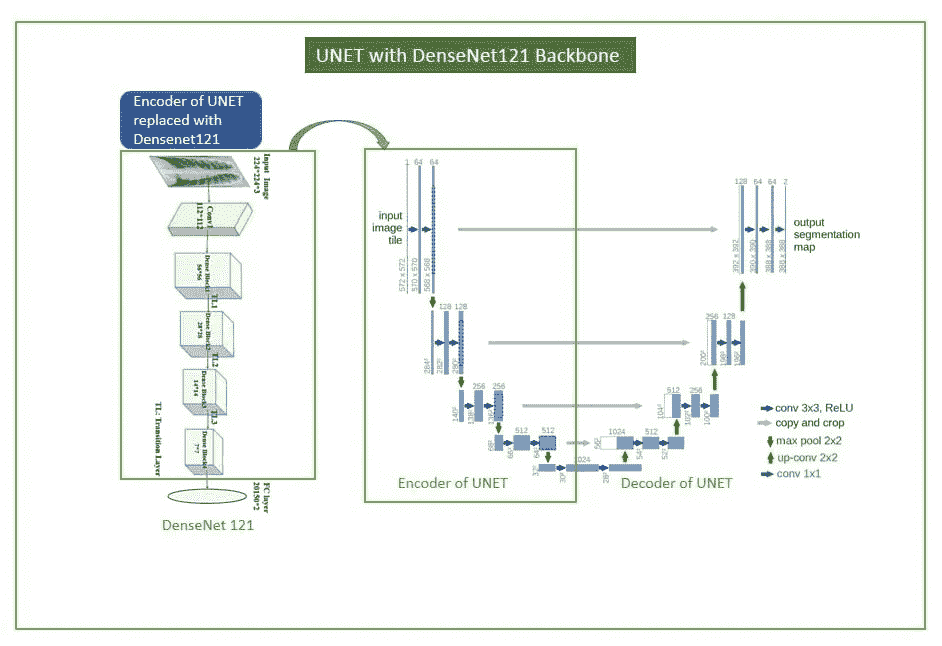 UNET with DenseNet121 Backbone
Encoder of UNET
replaced with
Densenet121
Input Image
224*224*3
Conv1
112*112
Dense Block1
56*56
TL1
Dense Block2
28*28
TL2
Dense Block3
14*14
TL3
Dense Block4
7*7
TL: Transition Layer
FC layer
DenseNet 121
1 64 64
input
image
tile
572 x 572
570 x 570
568 x 568
128 128
284²
282²
280²
256 256
140²
138²
136²
512 512
68²
66²
64²
1024
32²
30²
28²
Encoder of UNET
1024 512
56²
54²
52²
512 256
104²
102²
100²
256 128
200²
198²
196²
128 64 64 2
392 x 392
390 x 390
388 x 388
388 x 388
output
segmentation
map
Decoder of UNET
conv 3x3, ReLU
copy and crop
max pool 2x2
up-conv 2x2
conv 1x1